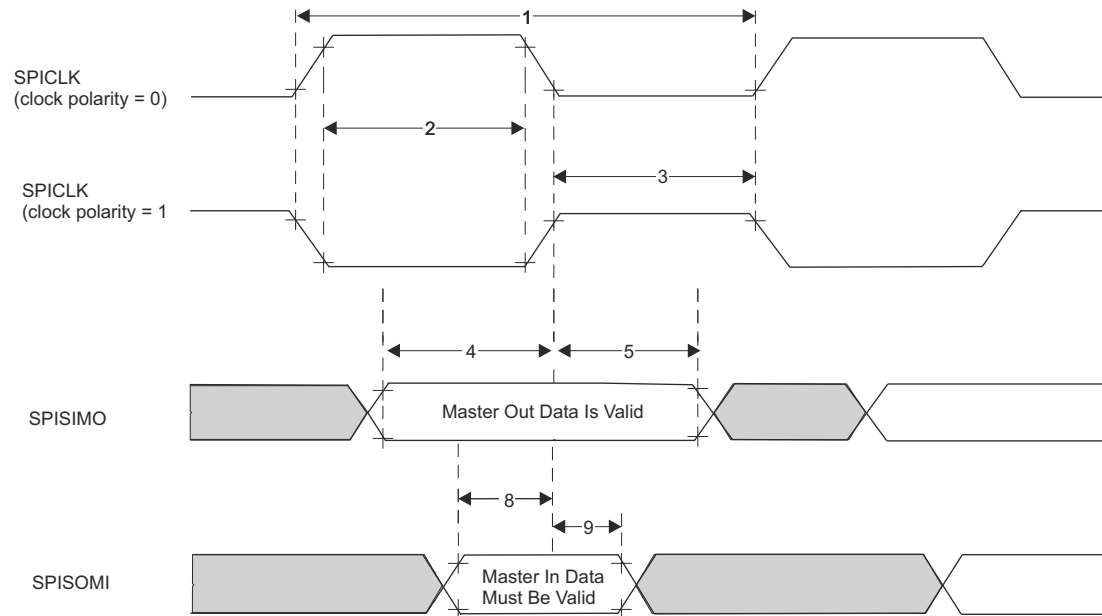 1
SPICLK
(clock polarity = 0)
2
3
SPICLK
(clock polarity = 1
4
5
SPISIMO
Master Out Data Is Valid
8
9
SPISOMI
Master In Data
Must Be Valid